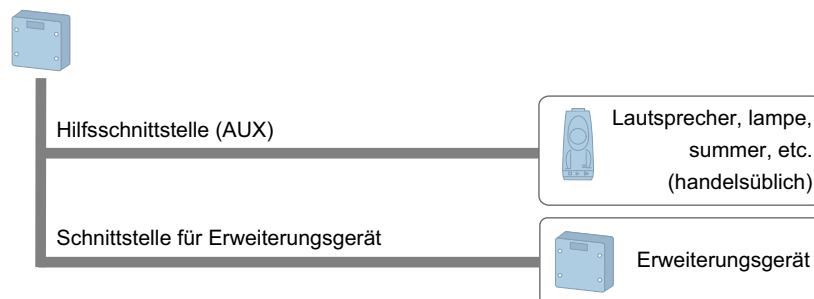 Hilfsschnittstelle (AUX)
Lautsprecher, lampe,
summer, etc.
(handelsüblich)
Schnittstelle für Erweiterungsgerät
Erweiterungsgerät